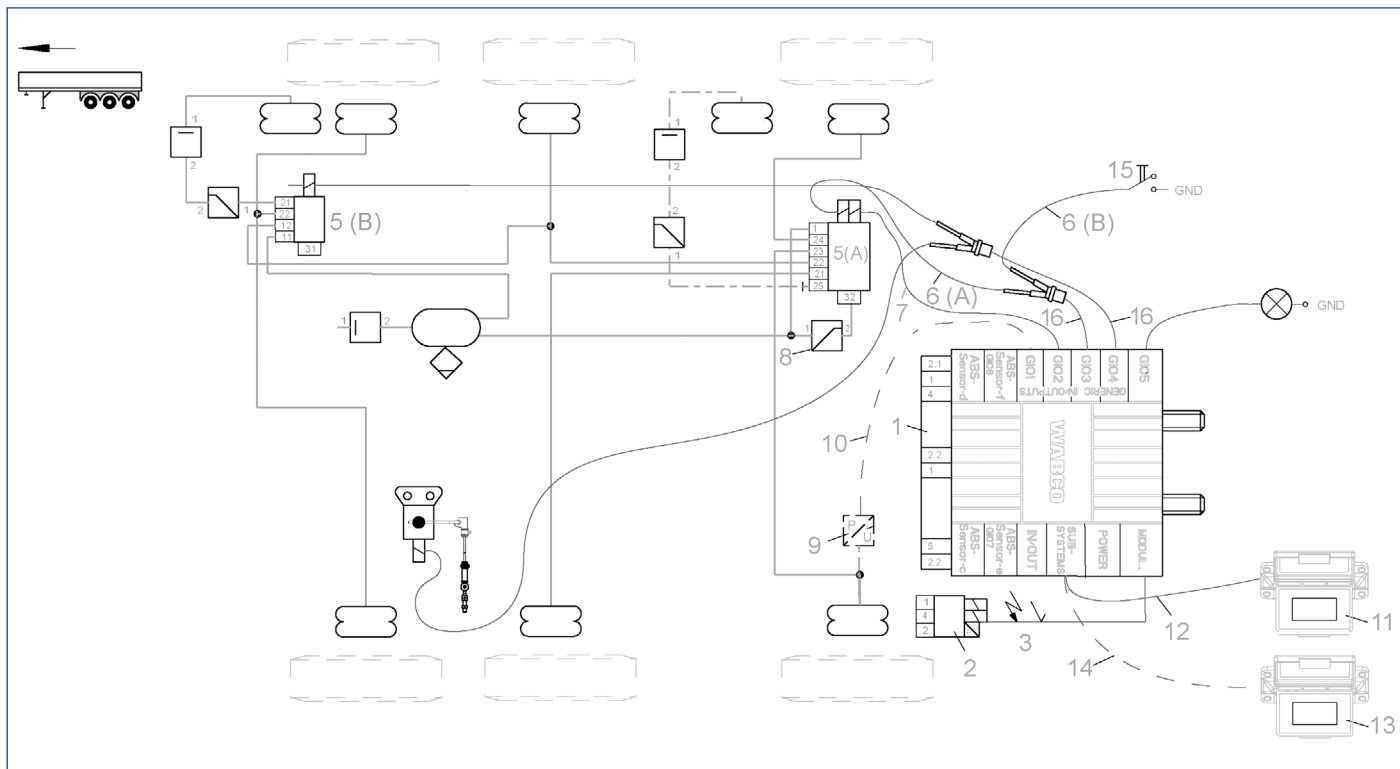 1
2
2
1
21
22
12
11
31
5 (B)
1
2
2
1
1
24
23
22
21
25
32
5(A)
15
GND
6 (B)
6 (A)
7
16
16
GND
1
2
1
2
8
10
9
P
U
1
2.1
1
4
2.2
1
5
2.2
ABS-
Sensor-d
ABS-
Sensor-f
GIO6
GIO1
GIO2
GIO3
GIO4
GIO5
GENERIC IN/OUTPUTS
WABCO
ABS-
Sensor-c
ABS-
Sensor-e
GIO7
IN/OUT
SUB-
SYSTEMS
POWER
MODUL.
1
4
2
2
3
12
14
11
13